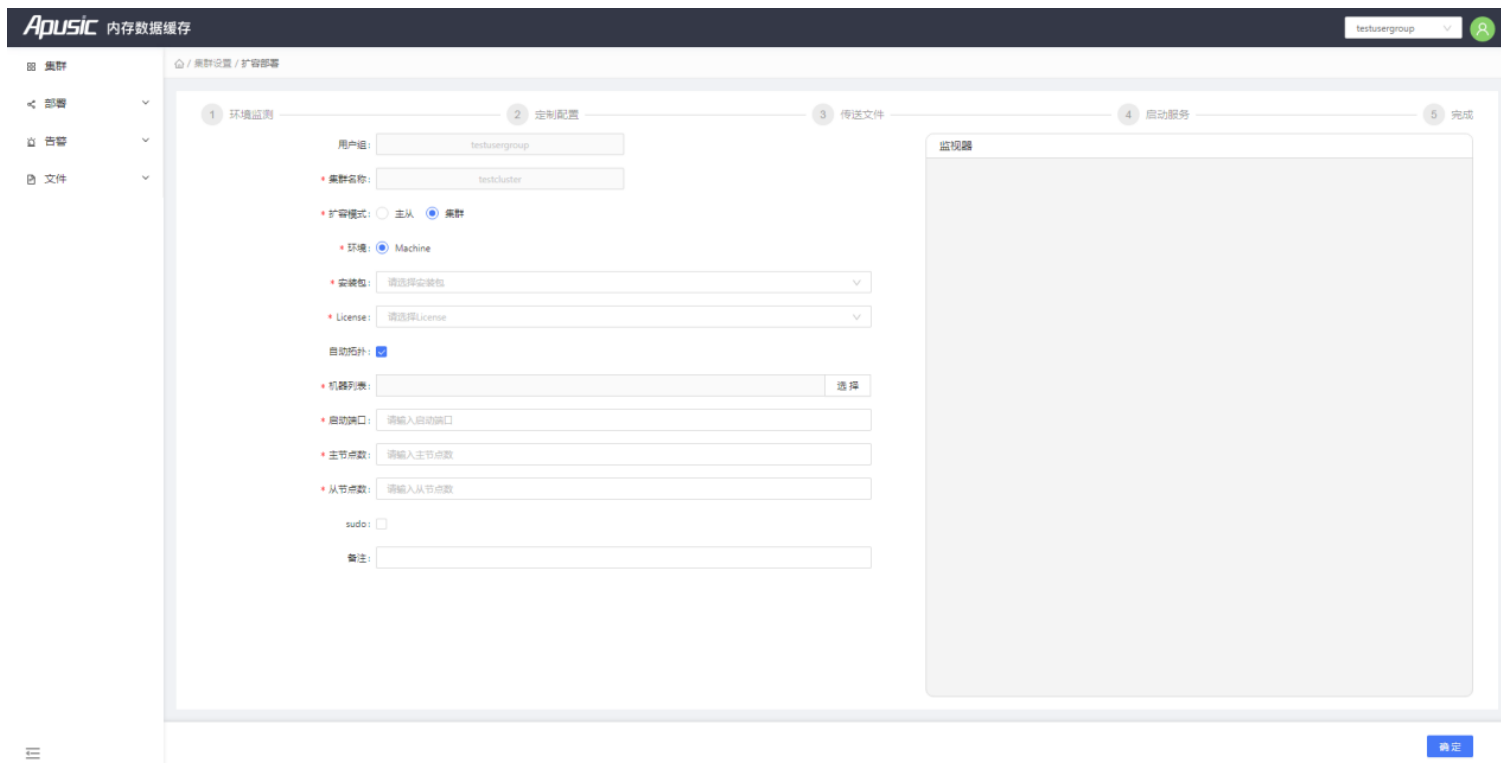 Apusic 内存数据缓存
testusergroup
集群
部署
告警
文件
/ 集群设置 / 扩容部署
1 环境监测 2 定制配置 3 传送文件 4 启动服务 5 完成
用户组: testusergroup
* 集群名称: testcluster
* 扩容模式: 主从 集群
* 环境: Machine
* 安装包: 请选择安装包
* License: 请选择License
自动拓扑:
* 机器列表: 选择
* 启动端口: 请输入启动端口
* 主节点数: 请输入主节点数
* 从节点数: 请输入从节点数
sudo:
备注:
监视器
确定